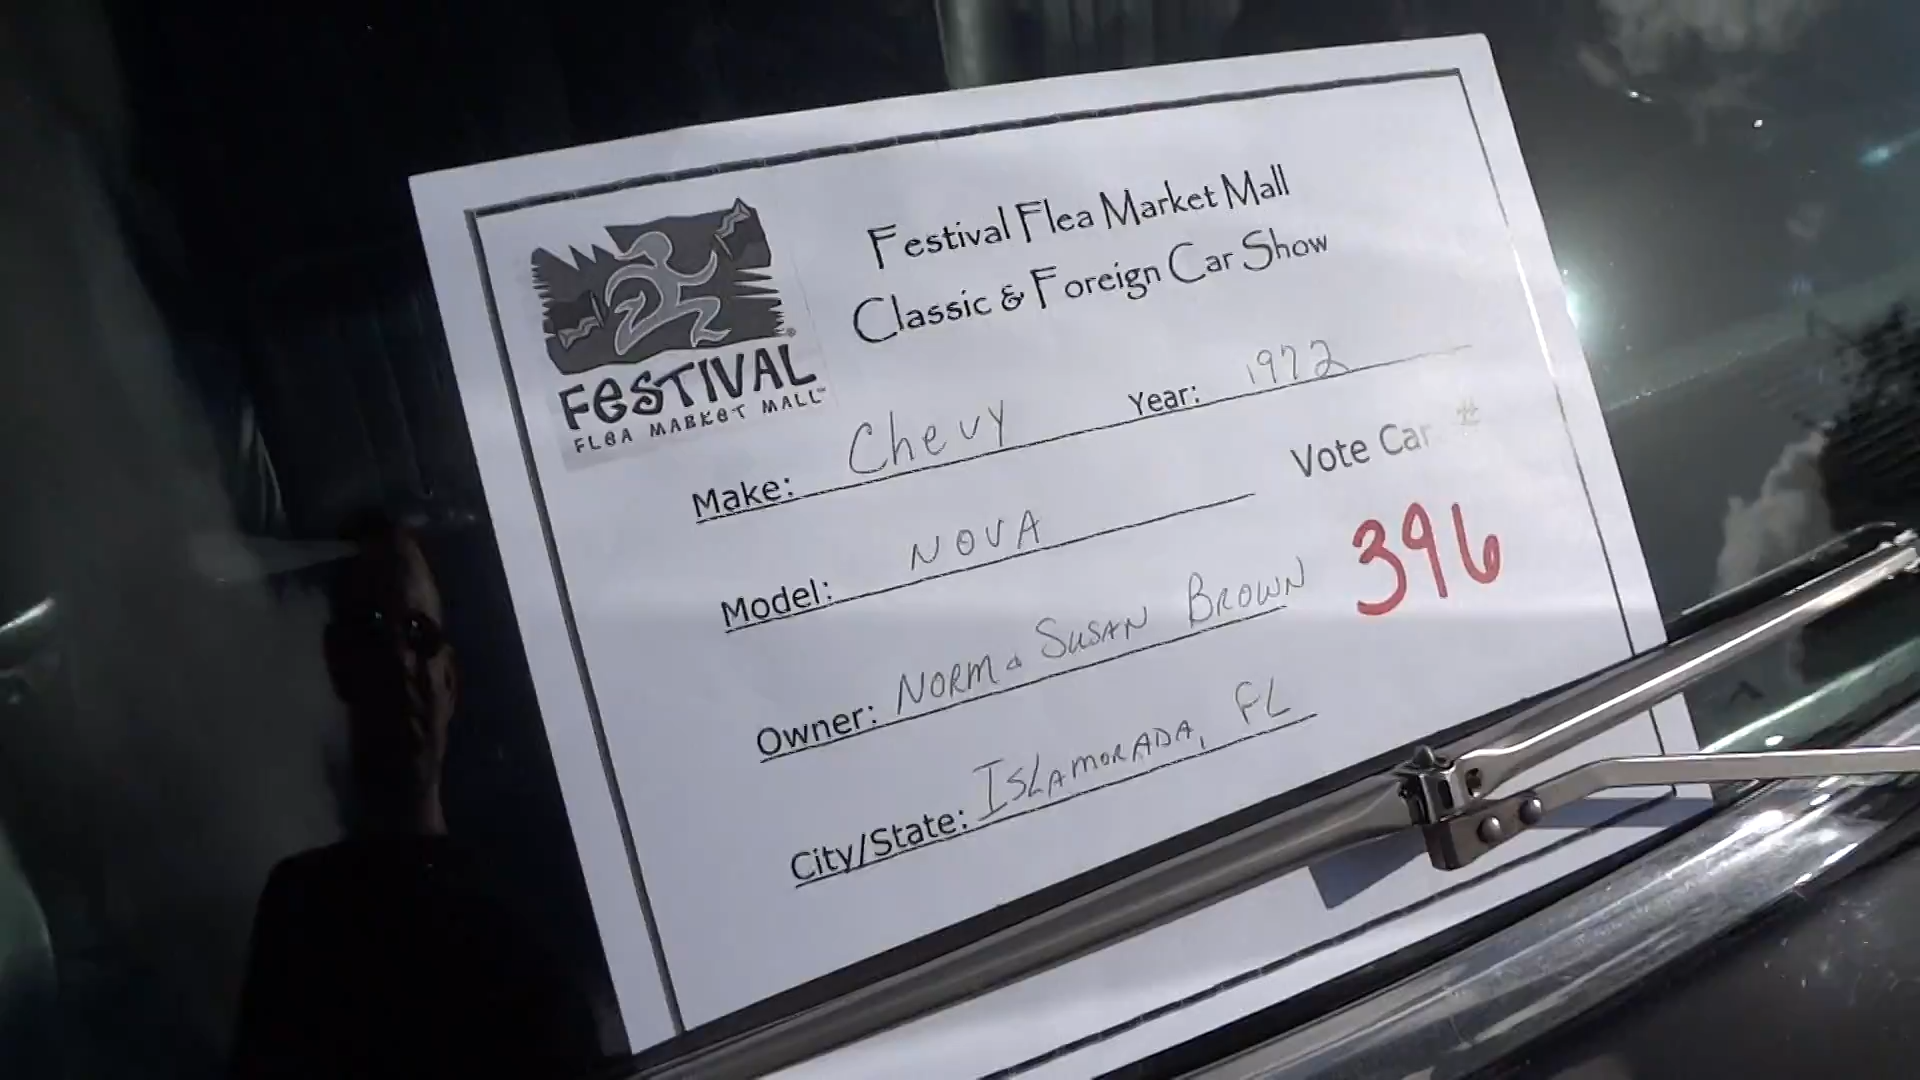 Festival Flea Market Mall
Classic & Foreign Car Show
FESTIVAL
FLEA MARKET MALL™
Make: Chevy Year: 1972
Model: NOVA Vote Car #
396
Owner: NORM & SUSAN BROWN
City/State: ISLAMORADA, FL